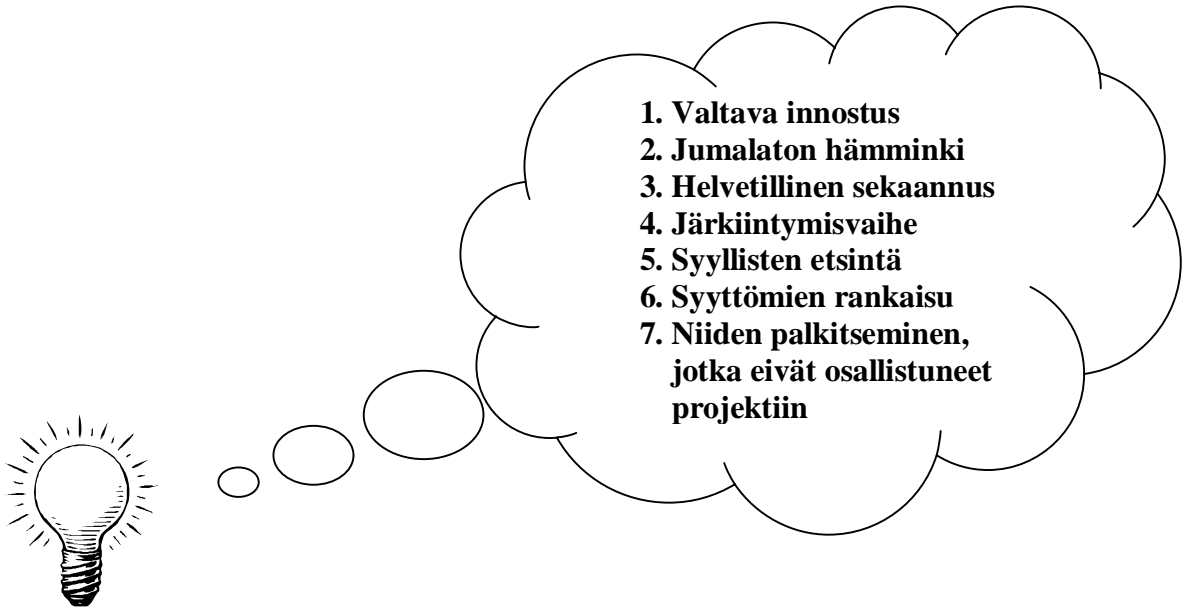 1. Valtava innostus
2. Jumalaton hämminki
3. Helvetillinen sekaannus
4. Järkiintymisvaihe
5. Syyllisten etsintä
6. Syyttömien rankaisu
7. Niiden palkitseminen,
jotka eivät osallistuneet
projektiin